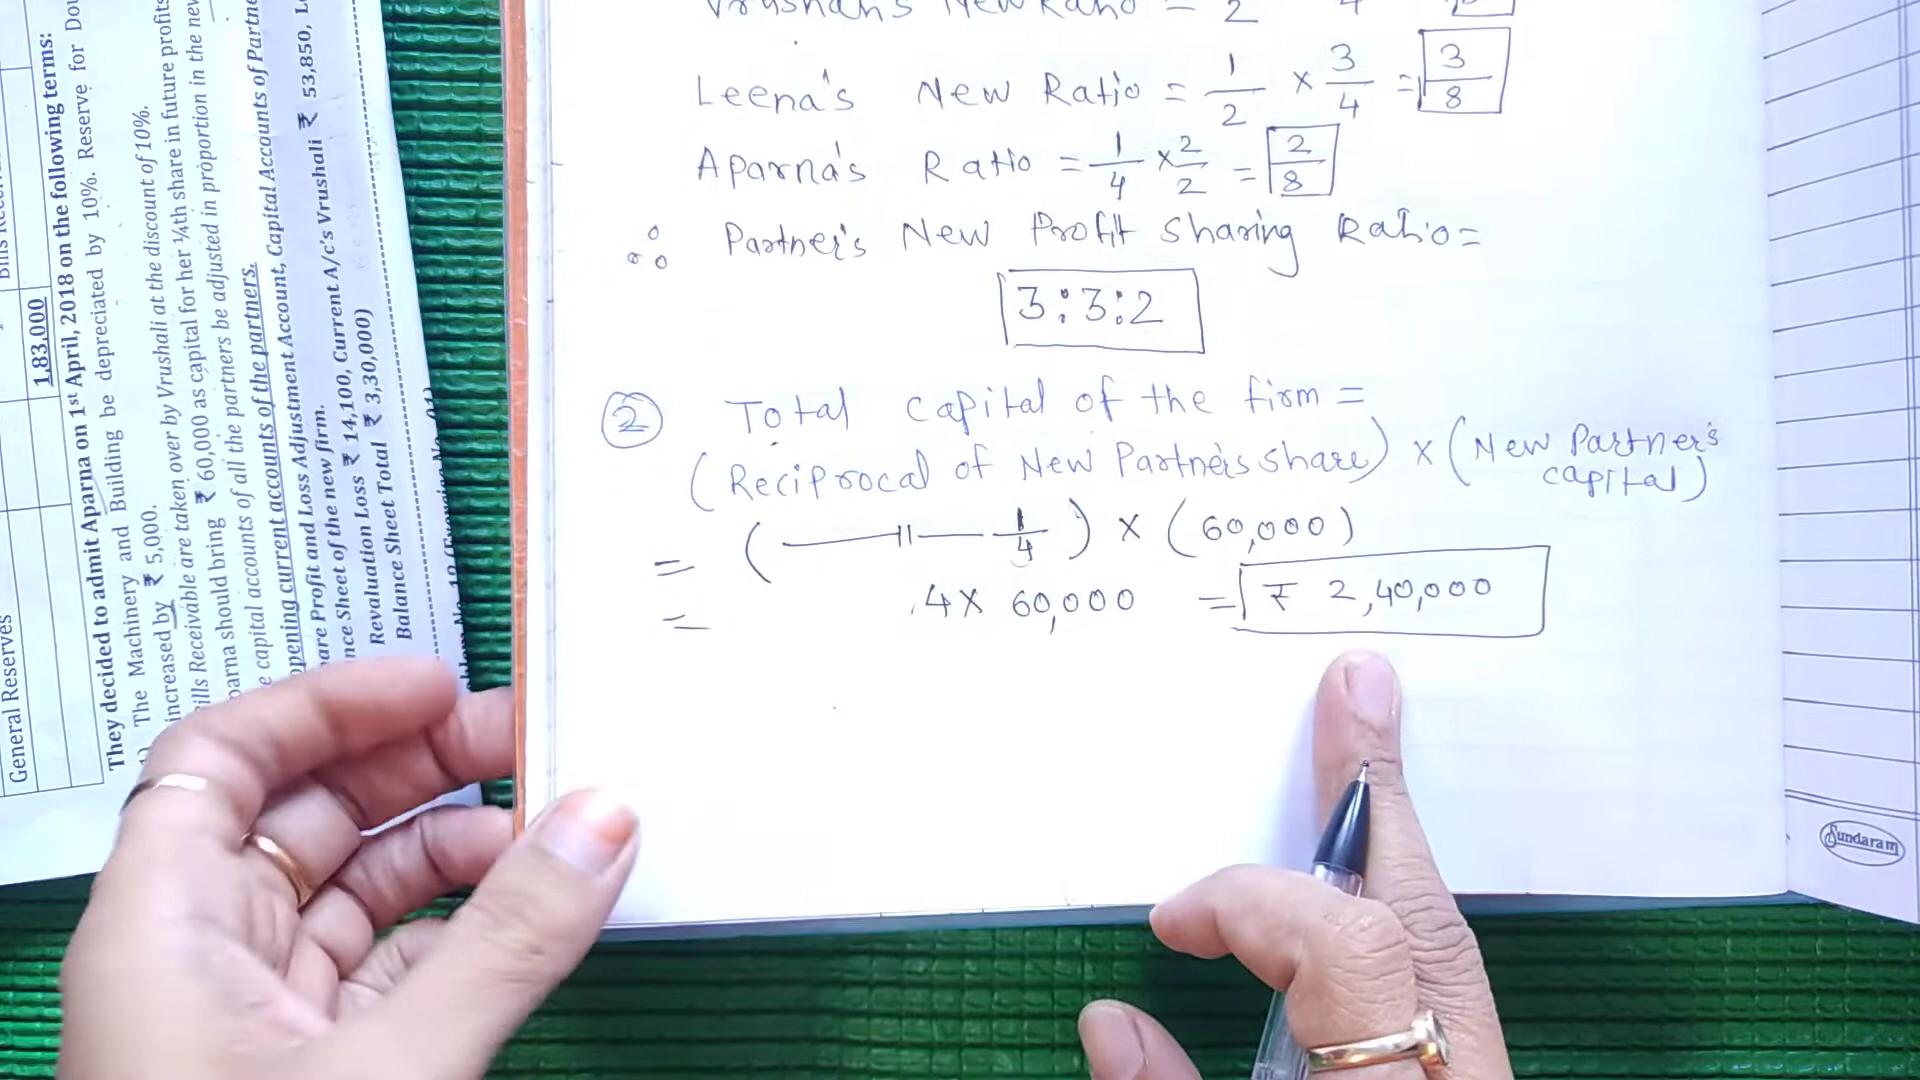 General Reserves
1,83,000
They decided to admit Aparna on 1st April, 2018 on the following terms:
The Machinery and Building be depreciated by 10%. Reserve for
increased by ₹ 5,000.
Bills Receivable are taken over by Vrushali at the discount of 10%.
should bring ₹ 60,000 as capital for her ¼th share in future profits
capital accounts of all the partners be adjusted in proportion in the
opening current accounts of the partners.
Profit and Loss Adjustment Account, Capital Accounts of
Sheet of the new firm.
Revaluation Loss ₹ 14,100, Current A/c's Vrushali ₹ 53,850,
Balance Sheet Total ₹ 3,30,000)
Vrushali's New Ratio = 2 4
Leena's New Ratio = 1/2 × 3/4 = 3/8
Aparna's Ratio = 1/4 × 2/2 = 2/8
∴ Partner's New Profit Sharing Ratio =
3:3:2
② Total capital of the firm =
(Reciprocal of New Partner's share) × (New Partner's capital)
= ( —॥— 1/4 ) × (60,000)
= 4 × 60,000 = ₹ 2,40,000
Sundaram